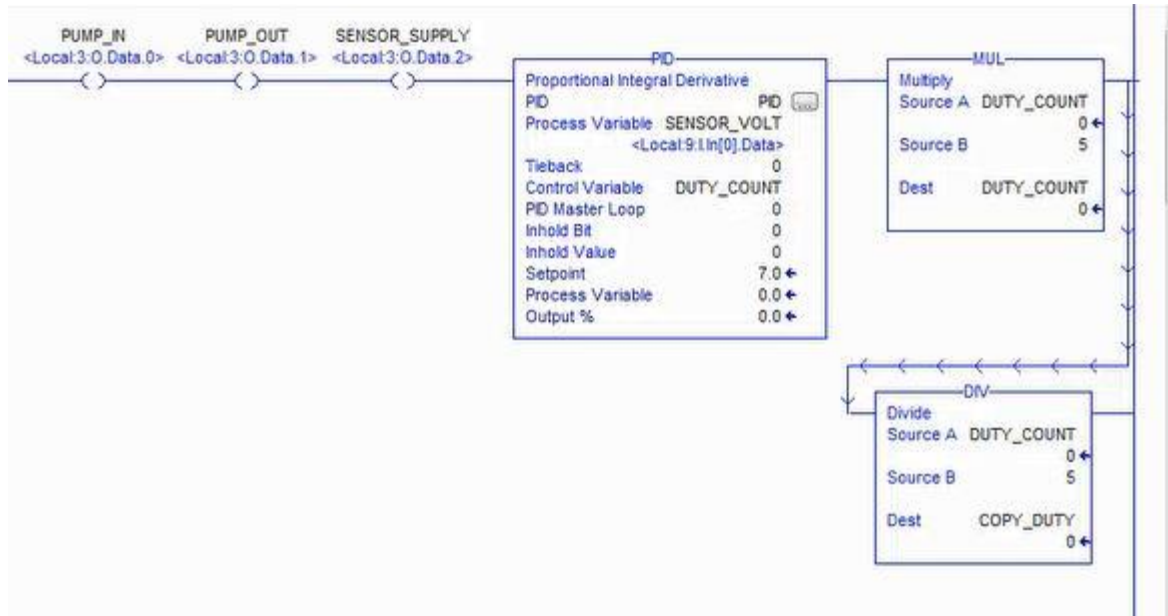 PUMP_IN PUMP_OUT SENSOR_SUPPLY
<Local:3:O.Data.0> <Local:3:O.Data.1> <Local:3:O.Data.2>
PID
Proportional Integral Derivative
PID PID ...
Process Variable SENSOR_VOLT
<Local:9:I.In[0].Data>
Tieback 0
Control Variable DUTY_COUNT
PID Master Loop 0
Inhold Bit 0
Inhold Value 0
Setpoint 7.0
Process Variable 0.0
Output % 0.0
MUL
Multiply
Source A DUTY_COUNT
0
Source B 5
Dest DUTY_COUNT
0
DIV
Divide
Source A DUTY_COUNT
0
Source B 5
Dest COPY_DUTY
0